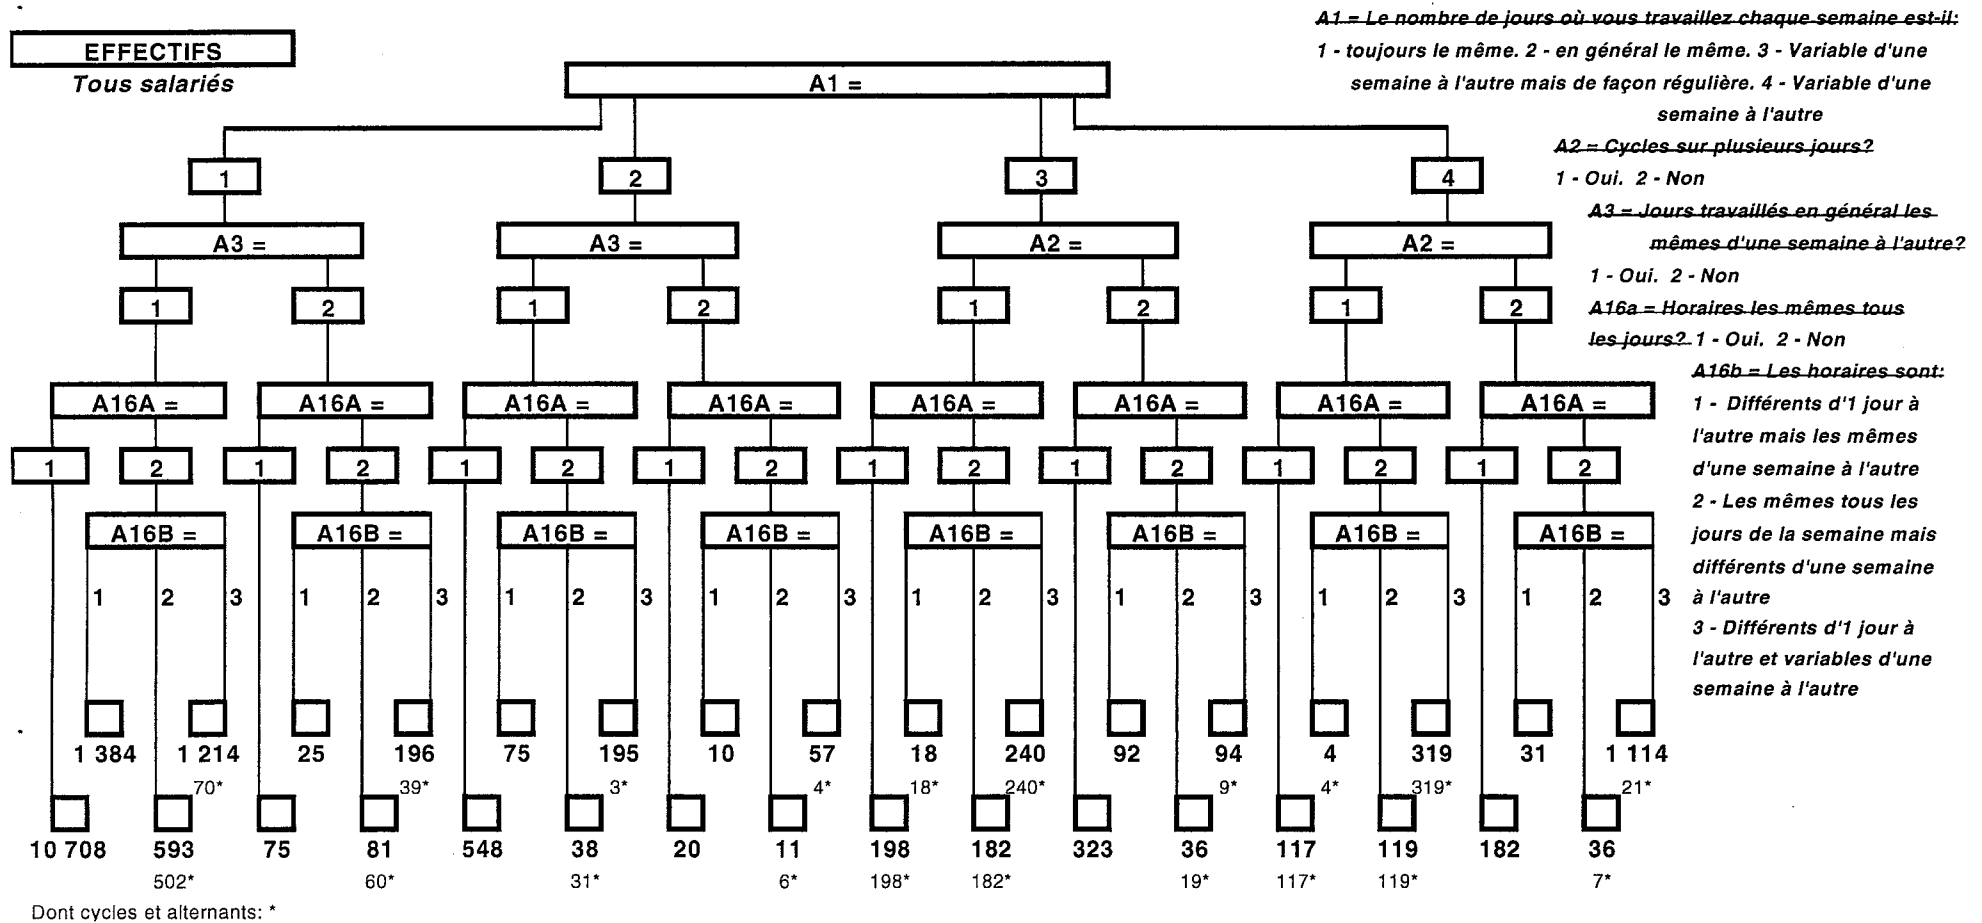 EFFECTIFS
Tous salariés
A1 = Le nombre de jours où vous travaillez chaque semaine est-il:
1 - toujours le même. 2 - en général le même. 3 - Variable d'une
semaine à l'autre mais de façon régulière. 4 - Variable d'une
semaine à l'autre
A2 = Cycles sur plusieurs jours?
1 - Oui. 2 - Non
A3 = Jours travaillés en général les
mêmes d'une semaine à l'autre?
1 - Oui. 2 - Non
A16a = Horaires les mêmes tous
les jours? 1 - Oui. 2 - Non
A16b = Les horaires sont:
1 - Différents d'1 jour à
l'autre mais les mêmes
d'une semaine à l'autre
2 - Les mêmes tous les
jours de la semaine mais
différents d'une semaine
à l'autre
3 - Différents d'1 jour à
l'autre et variables d'une
semaine à l'autre
A1 =
1 2 3 4
A3 = A3 = A2 = A2 =
1 2 1 2 1 2 1 2
A16A = A16A = A16A = A16A = A16A = A16A = A16A = A16A =
1 2 1 2 1 2 1 2 1 2 1 2 1 2 1 2
A16B = A16B = A16B = A16B = A16B = A16B = A16B = A16B =
1 2 3 1 2 3 1 2 3 1 2 3 1 2 3 1 2 3 1 2 3 1 2 3
1 384 1 214 25 196 75 195 10 57 18 240 92 94 4 319 31 1 114
70* 39* 3* 4* 18* 240* 9* 4* 319* 21*
10 708 593 75 81 548 38 20 11 198 182 323 36 117 119 182 36
502* 60* 31* 6* 198* 182* 19* 117* 119* 7*
Dont cycles et alternants: *